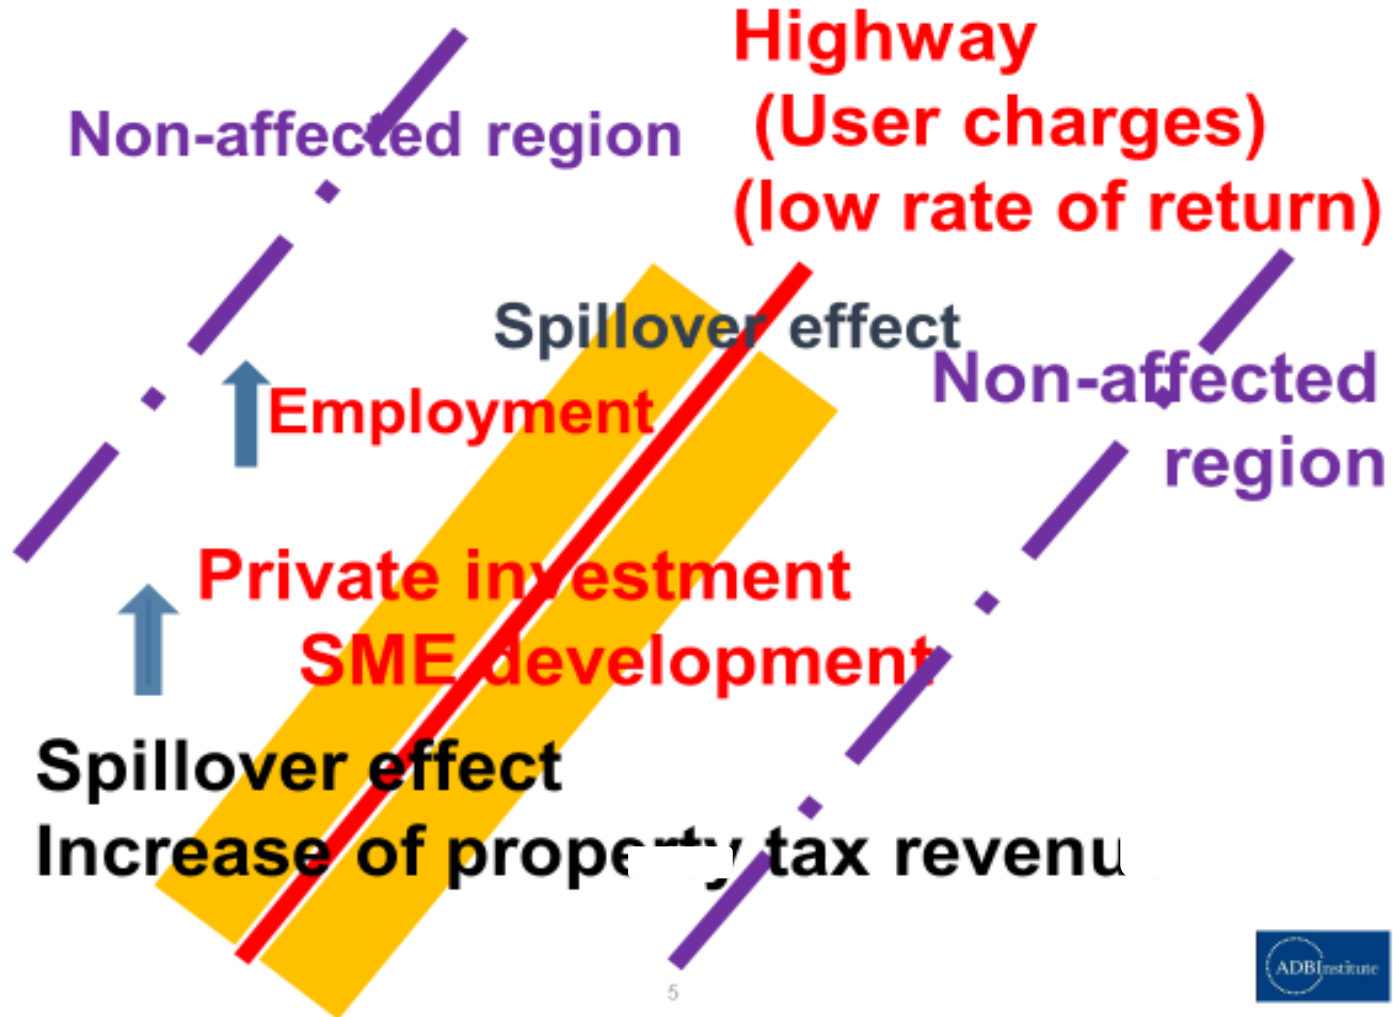 Highway
(User charges)
(low rate of return)
Non-affected region
Spillover effect
Non-affected
region
Employment
Private investment
SME development
Spillover effect
Increase of property tax revenu
5
ADBInstitute